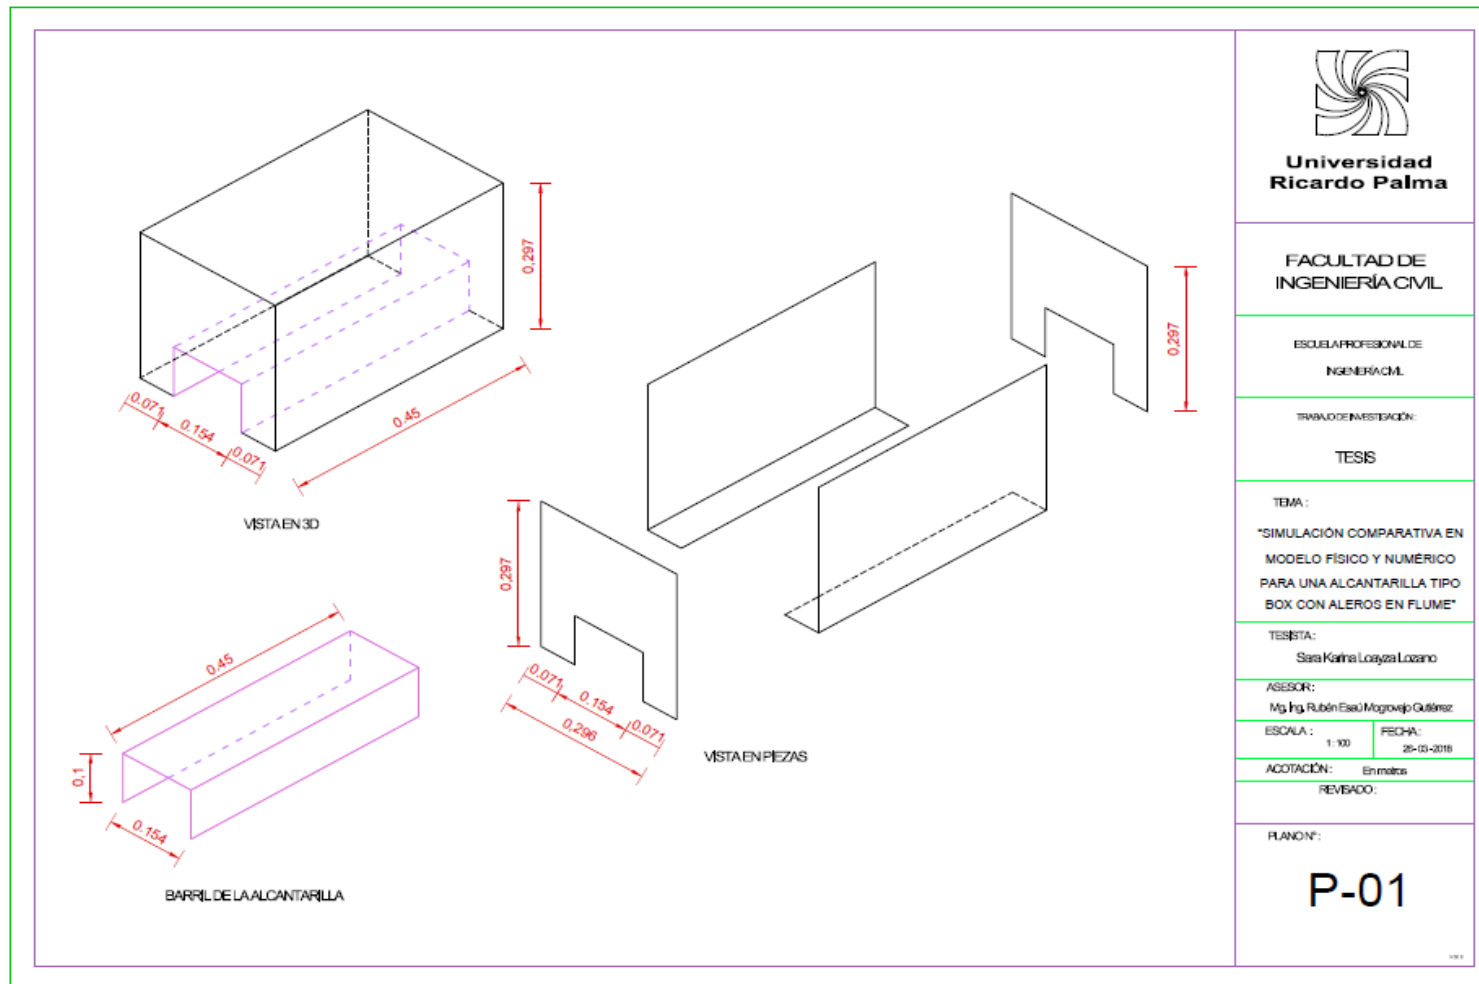 0,297
0.071
0.154
0.071
0.45
VISTA EN 3D
0.45
0,1
0.154
BARRIL DE LA ALCANTARILLA
0,297
0,297
0.071
0.154
0.071
0,296
VISTA EN PIEZAS
Universidad
Ricardo Palma
FACULTAD DE
INGENIERÍA CIVIL
ESCUELA PROFESIONAL DE
INGENIERÍA CIVIL
TRABAJO DE INVESTIGACIÓN:
TESIS
TEMA :
"SIMULACIÓN COMPARATIVA EN
MODELO FÍSICO Y NUMÉRICO
PARA UNA ALCANTARILLA TIPO
BOX CON ALEROS EN FLUME"
TESISTA:
Sara Karina Loayza Lozano
ASESOR:
Mg. Ing. Rubén Esaú Mogrovejo Gutiérrez
ESCALA :
1 : 100
FECHA :
26-03-2018
ACOTACIÓN: En metros
REVISADO :
PLANO N°:
P-01